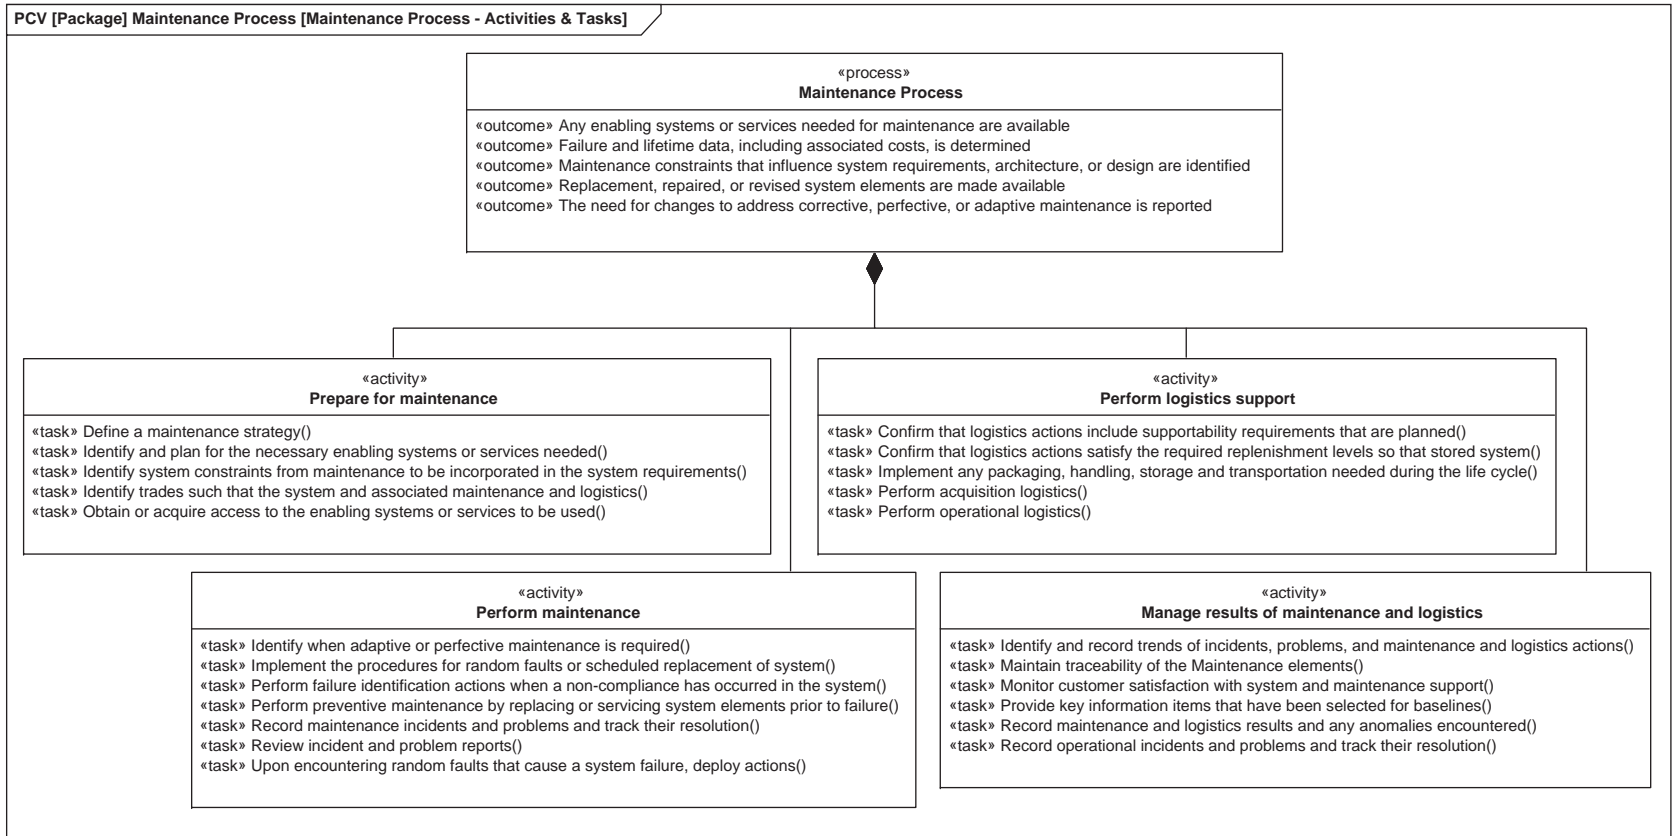 PCV [Package] Maintenance Process [Maintenance Process - Activities & Tasks]
«process»
Maintenance Process
«outcome» Any enabling systems or services needed for maintenance are available
«outcome» Failure and lifetime data, including associated costs, is determined
«outcome» Maintenance constraints that influence system requirements, architecture, or design are identified
«outcome» Replacement, repaired, or revised system elements are made available
«outcome» The need for changes to address corrective, perfective, or adaptive maintenance is reported
«activity»
Prepare for maintenance
«task» Define a maintenance strategy()
«task» Identify and plan for the necessary enabling systems or services needed()
«task» Identify system constraints from maintenance to be incorporated in the system requirements()
«task» Identify trades such that the system and associated maintenance and logistics()
«task» Obtain or acquire access to the enabling systems or services to be used()
«activity»
Perform logistics support
«task» Confirm that logistics actions include supportability requirements that are planned()
«task» Confirm that logistics actions satisfy the required replenishment levels so that stored system()
«task» Implement any packaging, handling, storage and transportation needed during the life cycle()
«task» Perform acquisition logistics()
«task» Perform operational logistics()
«activity»
Perform maintenance
«task» Identify when adaptive or perfective maintenance is required()
«task» Implement the procedures for random faults or scheduled replacement of system()
«task» Perform failure identification actions when a non-compliance has occurred in the system()
«task» Perform preventive maintenance by replacing or servicing system elements prior to failure()
«task» Record maintenance incidents and problems and track their resolution()
«task» Review incident and problem reports()
«task» Upon encountering random faults that cause a system failure, deploy actions()
«activity»
Manage results of maintenance and logistics
«task» Identify and record trends of incidents, problems, and maintenance and logistics actions()
«task» Maintain traceability of the Maintenance elements()
«task» Monitor customer satisfaction with system and maintenance support()
«task» Provide key information items that have been selected for baselines()
«task» Record maintenance and logistics results and any anomalies encountered()
«task» Record operational incidents and problems and track their resolution()